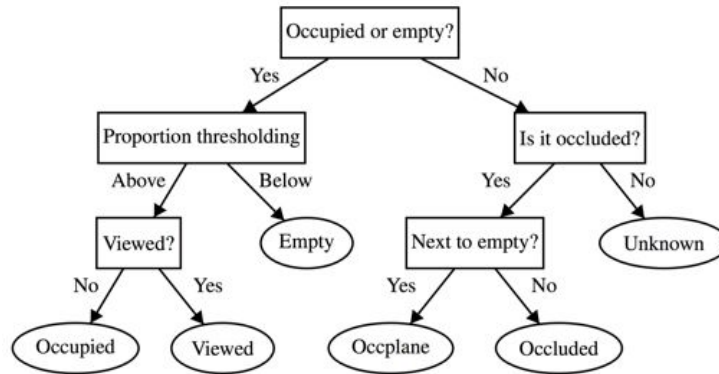 Occupied or empty?
Yes
No
Proportion thresholding
Is it occluded?
Above
Below
Yes
No
Viewed?
Empty
Next to empty?
Unknown
No
Yes
Yes
No
Occupied
Viewed
Occplane
Occluded